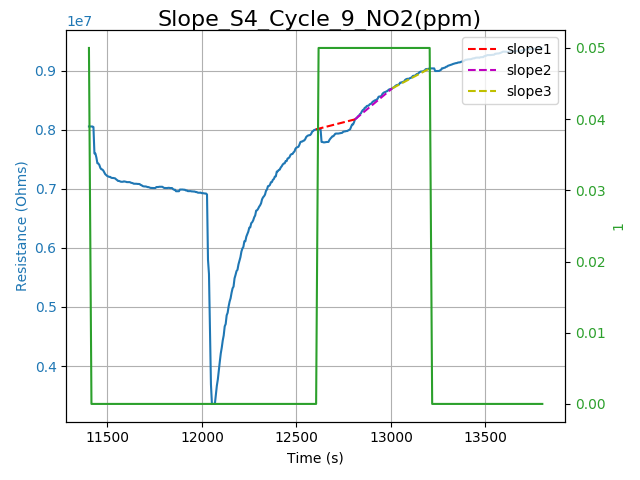 Slope_S4_Cycle_9_NO2(ppm)
1e7
slope1
slope2
slope3
0.9
0.8
0.7
0.6
0.5
0.4
Resistance (Ohms)
0.05
0.04
0.03
0.02
0.01
0.00
1
11500 12000 12500 13000 13500
Time (s)